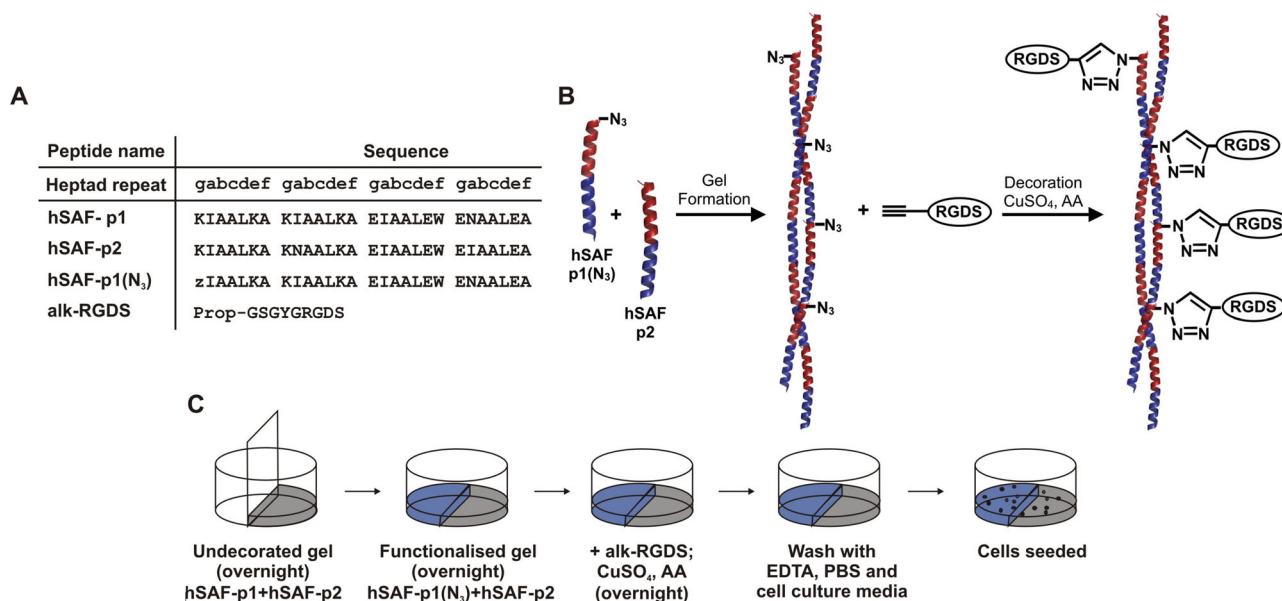 A
Peptide name Sequence
Heptad repeat gabcdef gabcdef gabcdef gabcdef
hSAF- p1 KIAALKA KIAALKA EIAALEW ENAALEA
hSAF-p2 KIAALKA KNAALKA EIAALEW EIAALEA
hSAF-p1(N₃) zIAALKA KIAALKA EIAALEW ENAALEA
alk-RGDS Prop-GSGYGRGDS
B
N₃
hSAF
p1(N₃)
+
hSAF
p2
Gel
Formation
N₃
N₃
N₃
N₃
+
RGDS
Decoration
CuSO₄, AA
RGDS
N
N=N
N
N=N
RGDS
N
N=N
RGDS
N
N=N
RGDS
C
Undecorated gel
(overnight)
hSAF-p1+hSAF-p2
Functionalised gel
(overnight)
hSAF-p1(N₃)+hSAF-p2
+ alk-RGDS;
CuSO₄, AA
(overnight)
Wash with
EDTA, PBS and
cell culture media
Cells seeded